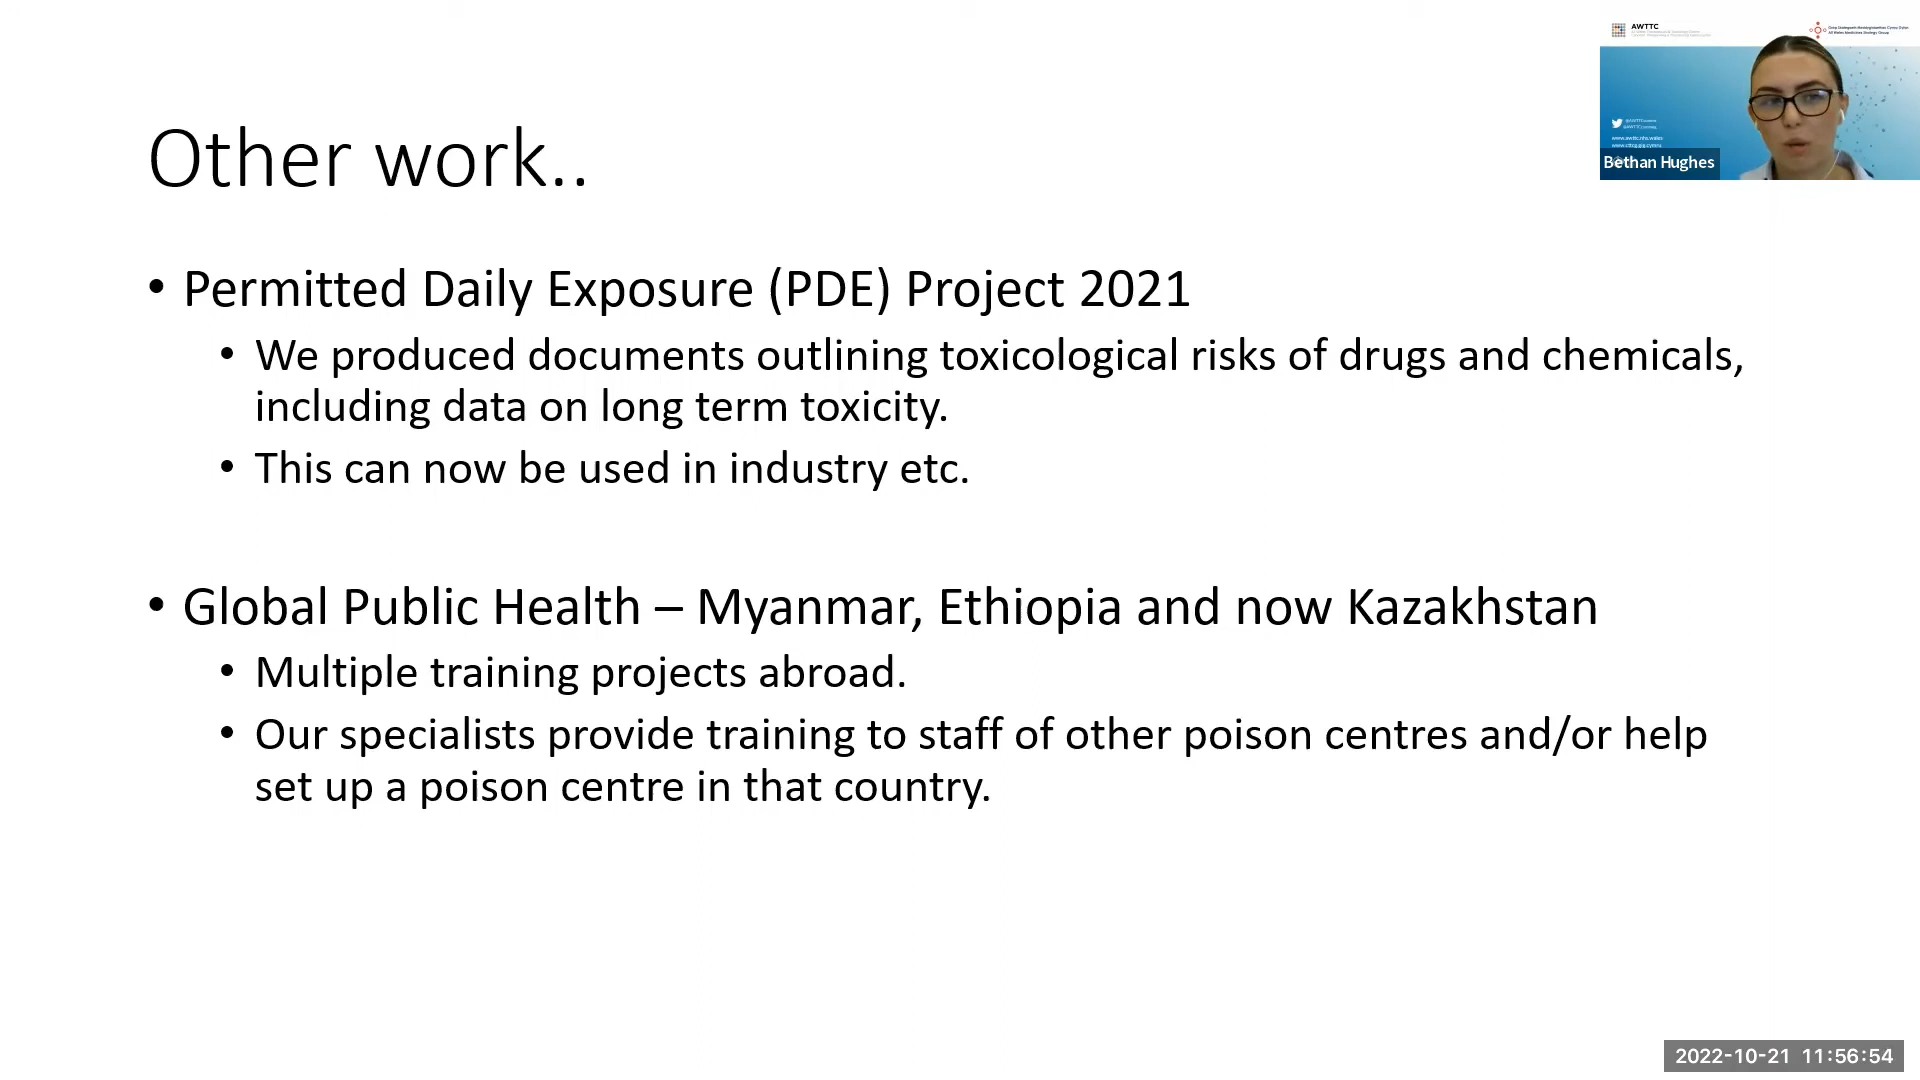 AWTTC
Other work..
Bethan Hughes
• Permitted Daily Exposure (PDE) Project 2021
• We produced documents outlining toxicological risks of drugs and chemicals,
including data on long term toxicity.
• This can now be used in industry etc.
• Global Public Health – Myanmar, Ethiopia and now Kazakhstan
• Multiple training projects abroad.
• Our specialists provide training to staff of other poison centres and/or help
set up a poison centre in that country.
2022-10-21 11:56:54